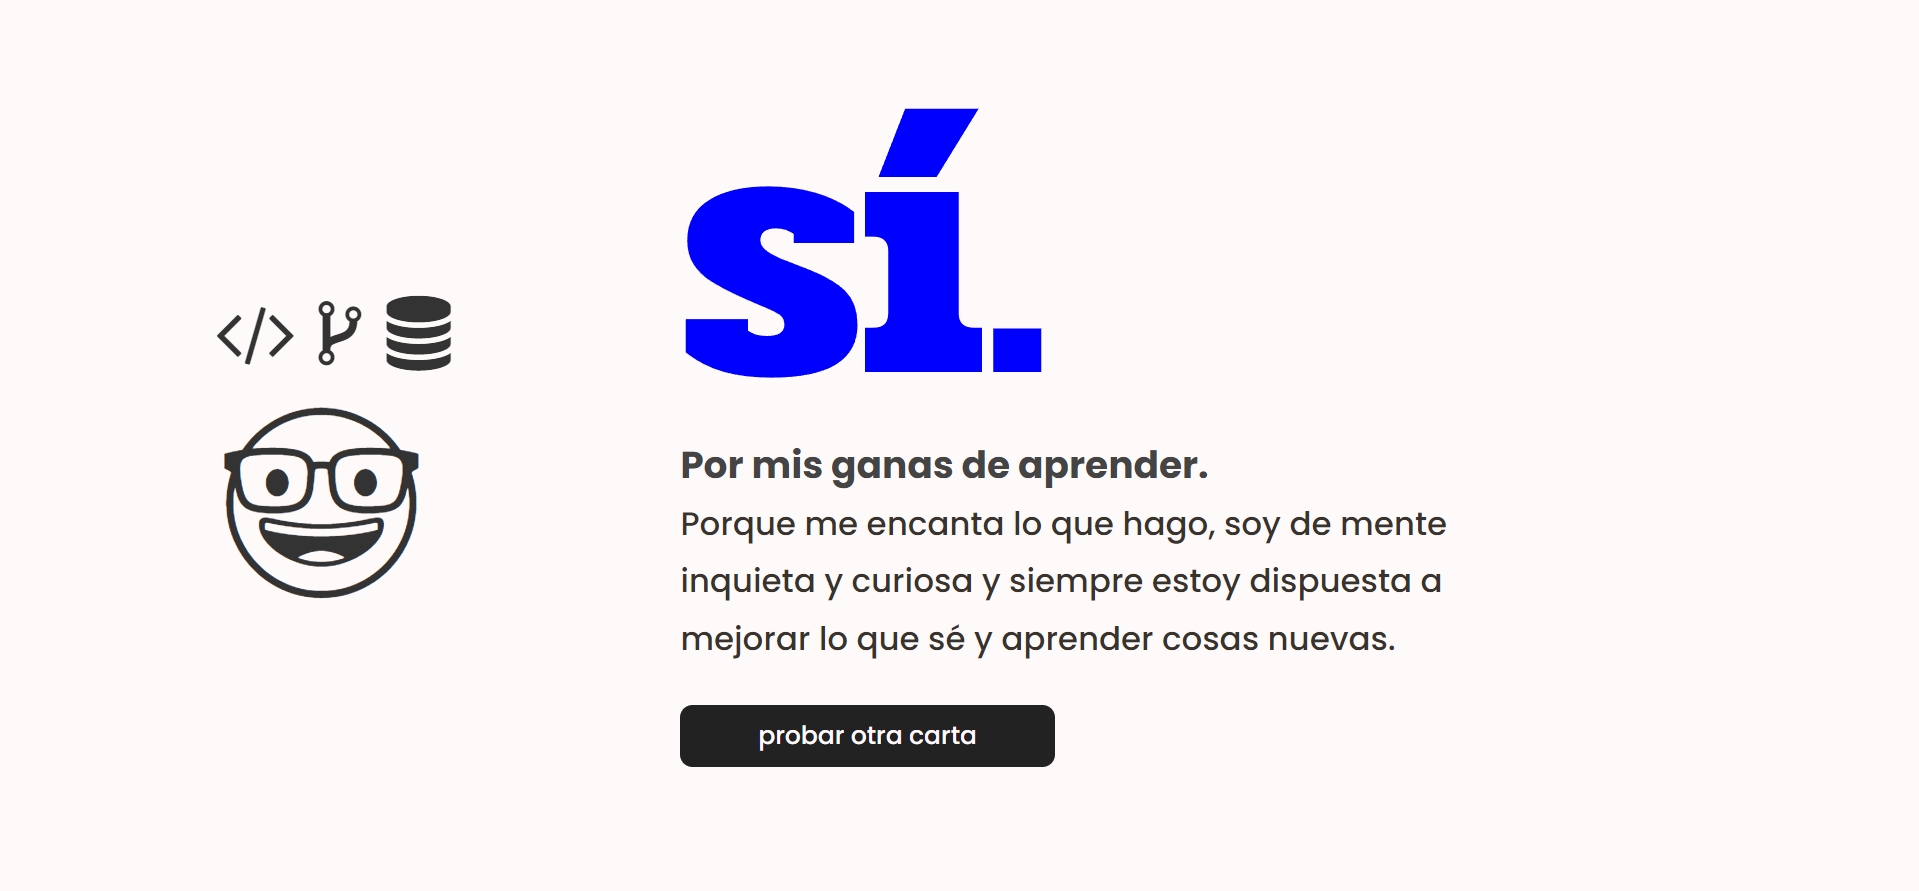 sí.
Por mis ganas de aprender.
Porque me encanta lo que hago, soy de mente
inquieta y curiosa y siempre estoy dispuesta a
mejorar lo que sé y aprender cosas nuevas.
probar otra carta